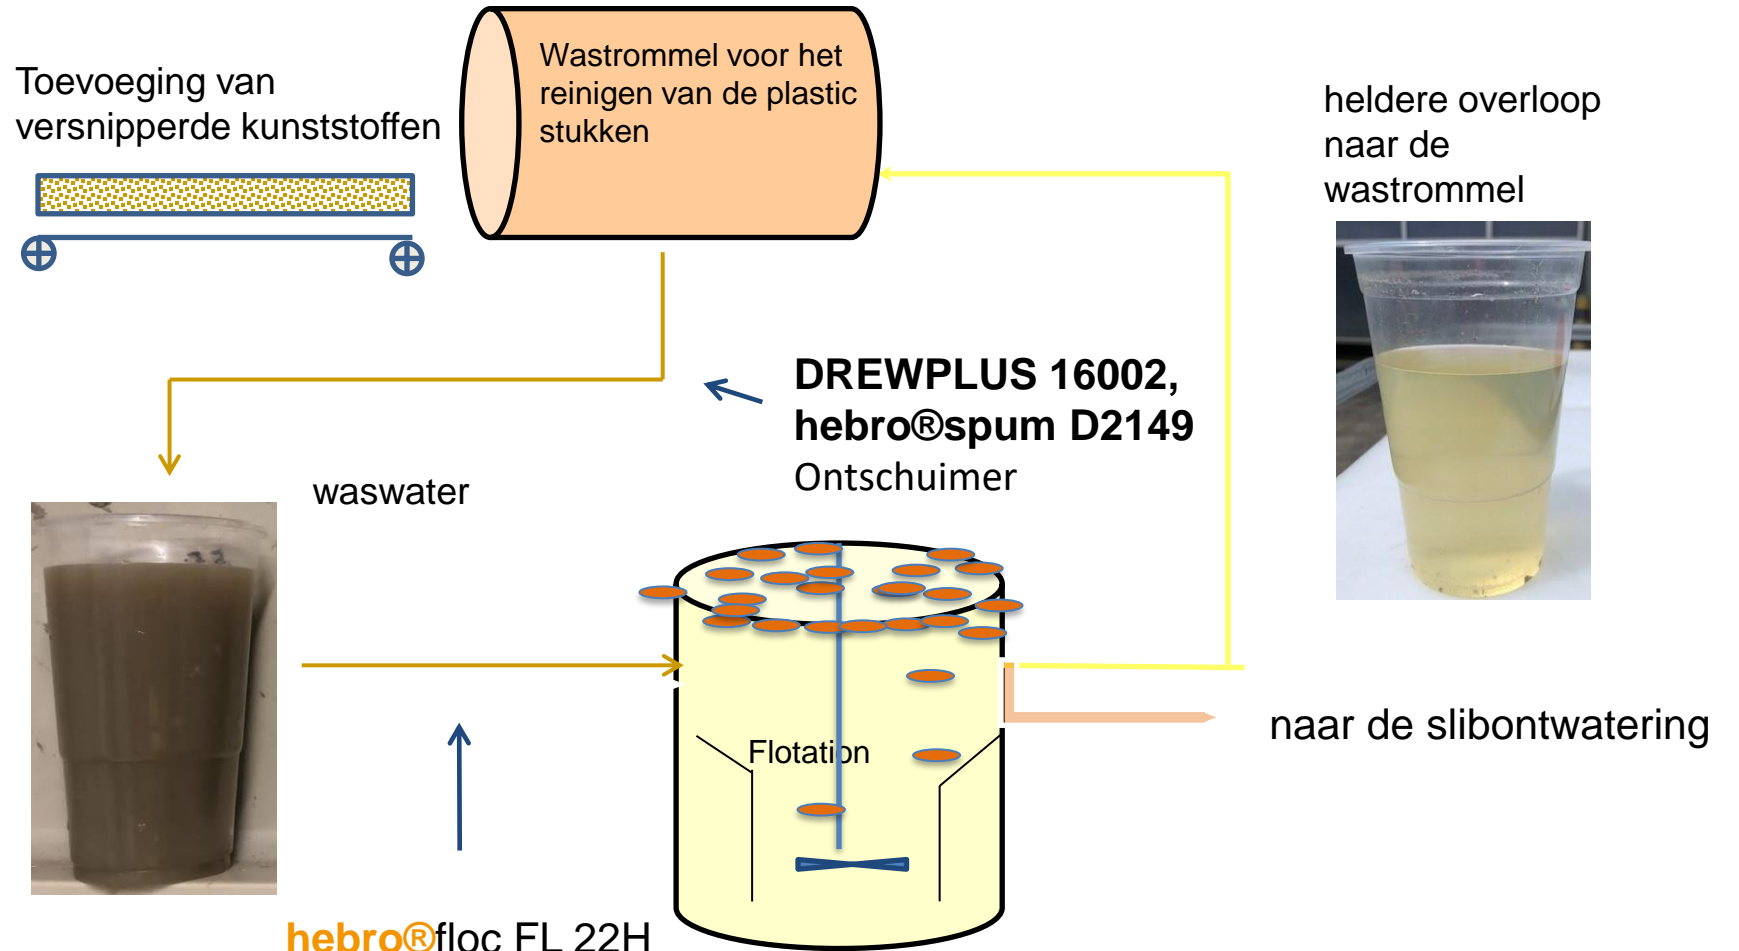 Toevoeging van
versnipperde kunststoffen
Wastrommel voor het
reinigen van de plastic
stukken
heldere overloop
naar de
wastrommel
DREWPLUS 16002,
hebro®spum D2149
Ontschuimer
waswater
Flotation
naar de slibontwatering
hebro®floc FL 22H